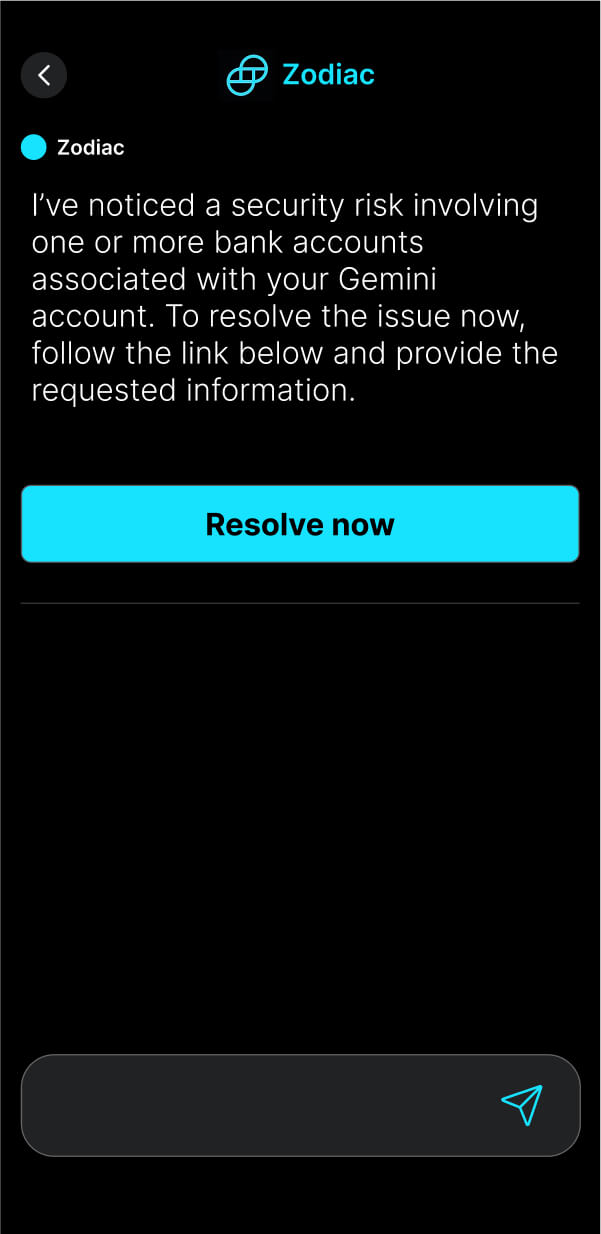 Zodiac
Zodiac
I’ve noticed a security risk involving
one or more bank accounts
associated with your Gemini
account. To resolve the issue now,
follow the link below and provide the
requested information.
Resolve now